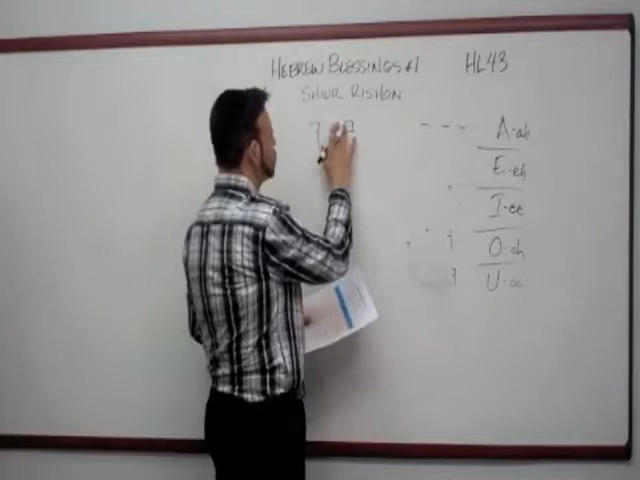 HEBREW BLESSINGS #1 HL43
SHIUR RISHON
A-ah
E-eh
I-ee
O-oh
U-oo